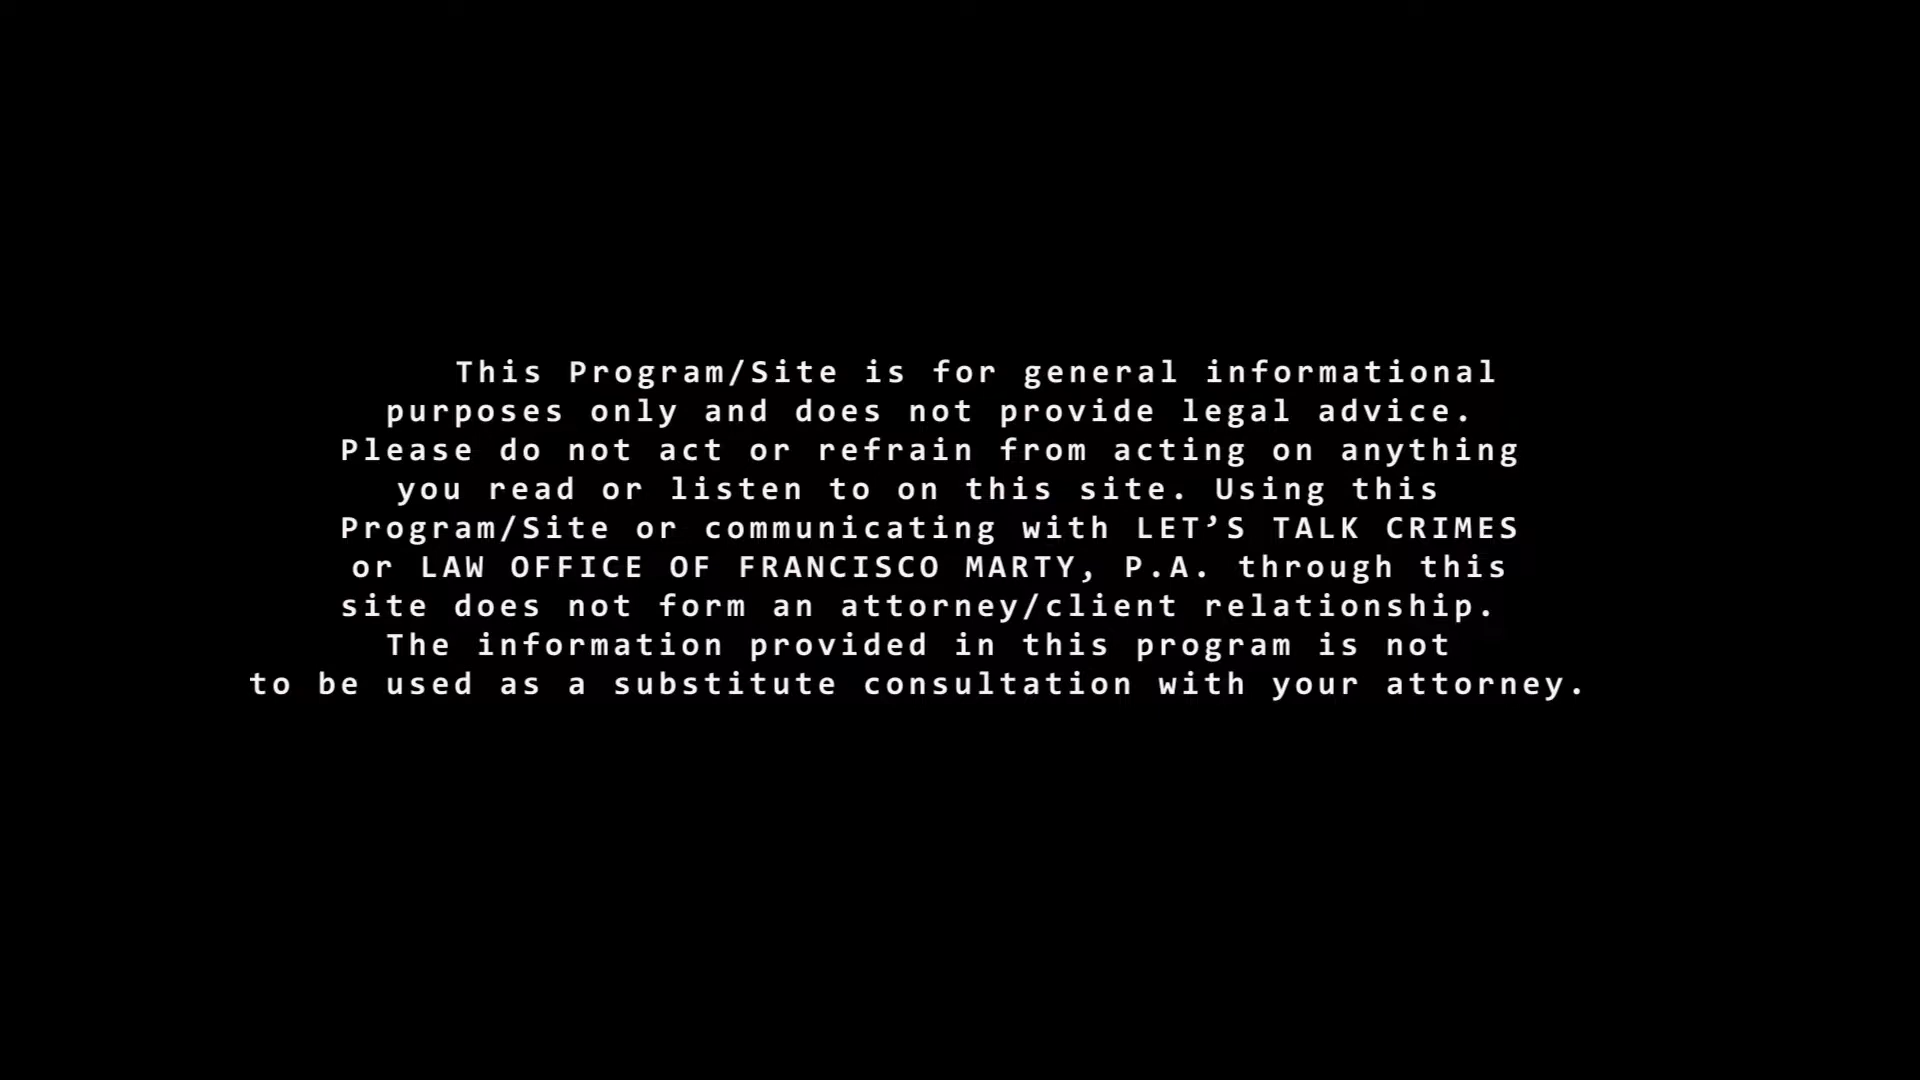 This Program/Site is for general informational
purposes only and does not provide legal advice.
Please do not act or refrain from acting on anything
you read or listen to on this site. Using this
Program/Site or communicating with LET’S TALK CRIMES
or LAW OFFICE OF FRANCISCO MARTY, P.A. through this
site does not form an attorney/client relationship.
The information provided in this program is not
to be used as a substitute consultation with your attorney.